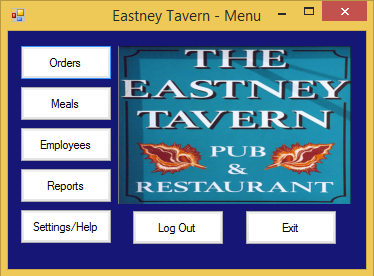 Eastney Tavern - Menu
Orders
Meals
Employees
Reports
Settings/Help
THE
EASTNEY
TAVERN
PUB
&
RESTAURANT
Log Out
Exit